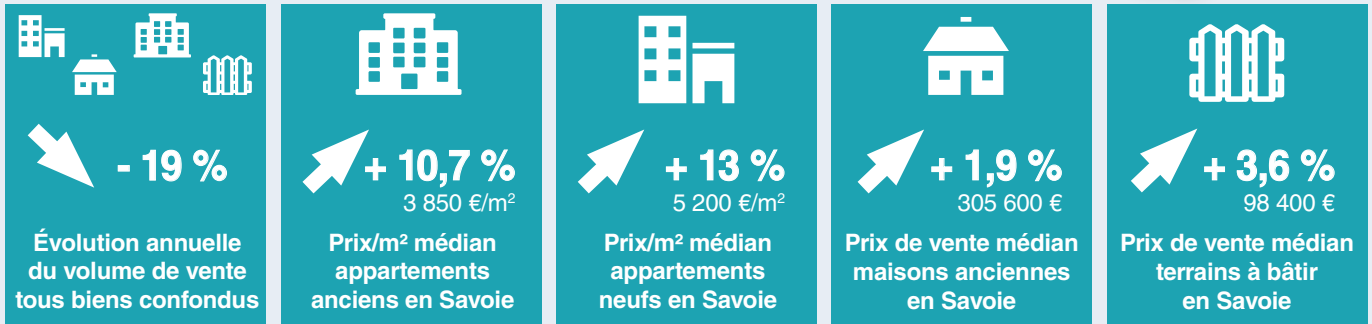 - 19 %
Évolution annuelle
du volume de vente
tous biens confondus
+ 10,7 %
3 850 €/m²
Prix/m² médian
appartements
anciens en Savoie
+ 13 %
5 200 €/m²
Prix/m² médian
appartements
neufs en Savoie
+ 1,9 %
305 600 €
Prix de vente médian
maisons anciennes
en Savoie
+ 3,6 %
98 400 €
Prix de vente médian
terrains à bâtir
en Savoie